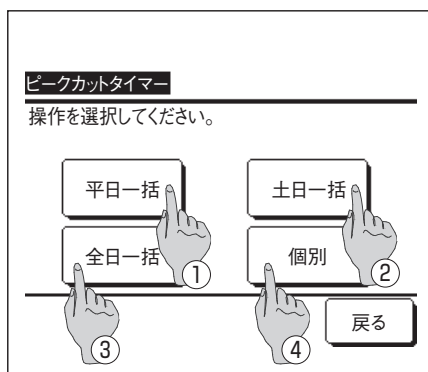 ピークカットタイマー
操作を選択してください。
平日一括
土日一括
①
②
全日一括
個別
③
④
戻る